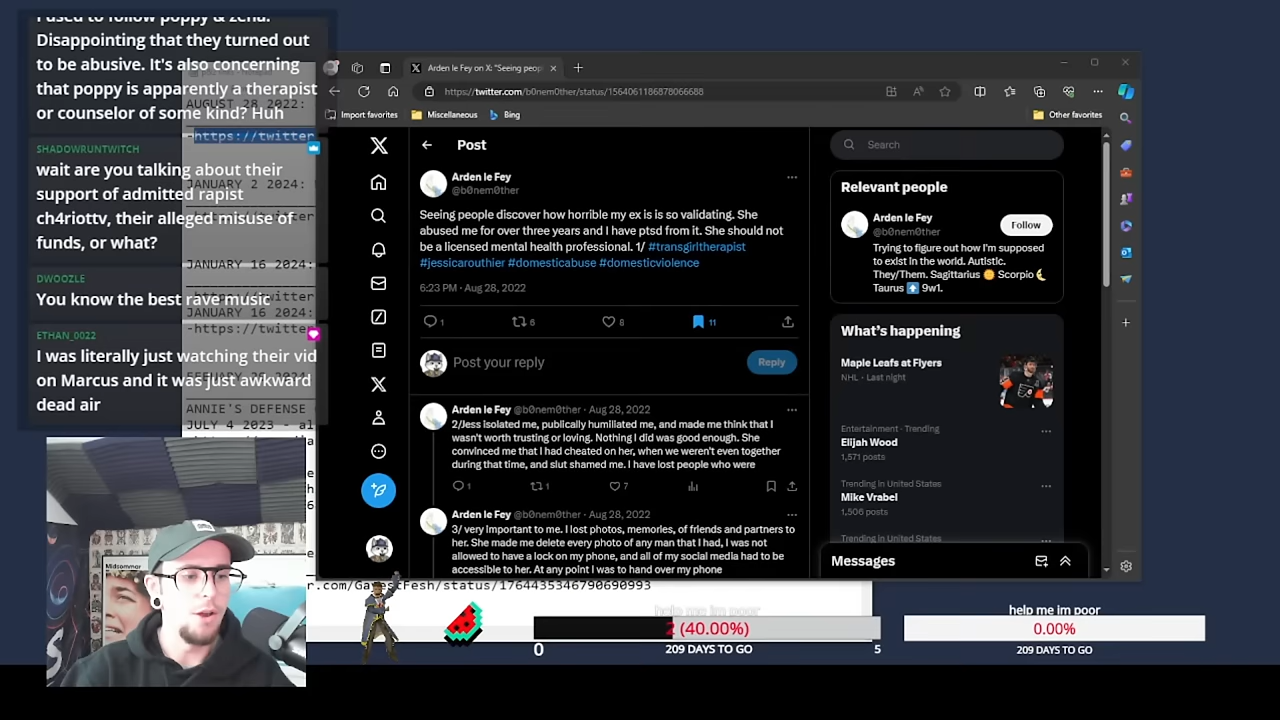 I used to follow poppy & zena.
Disappointing that they turned out
to be abusive. It's also concerning
that poppy is apparently a therapist
or counselor of some kind? Huh
SHADOWRUNTWITCH
wait are you talking about their
support of admitted rapist
ch4riottv, their alleged misuse of
funds, or what?
DWOOZLE
You know the best rave music
ETHAN_0022
I was literally just watching their vid
on Marcus and it was just awkward
dead air
AUGUST 28 2022:
-https://twitter
JANUARY 2 2024:
JANUARY 16 2024:
JANUARY 16 2024:
-https://twitter
ANNIE'S DEFENSE
JULY 4 2023 - al
Arden le Fey on X: "Seeing peop
https://twitter.com/b0nem0ther/status/1564061186878066688
Import favorites
Miscellaneous
Bing
Other favorites
Post
Arden le Fey
@b0nem0ther
Seeing people discover how horrible my ex is is so validating. She
abused me for over three years and I have ptsd from it. She should not
be a licensed mental health professional. 1/ #transgirltherapist
#jessicarouthier #domesticabuse #domesticviolence
6:23 PM · Aug 28, 2022
1
6
8
11
Post your reply
Reply
Arden le Fey @b0nem0ther · Aug 28, 2022
2/Jess isolated me, publically humiliated me, and made me think that I
wasn't worth trusting or loving. Nothing I did was good enough. She
convinced me that I had cheated on her, when we weren't even together
during that time, and slut shamed me. I have lost people who were
1
1
7
Arden le Fey @b0nem0ther · Aug 28, 2022
3/ very important to me. I lost photos, memories, of friends and partners to
her. She made me delete every photo of any man that I had, I was not
allowed to have a lock on my phone, and all of my social media had to be
accessible to her. At any point I was to hand over my phone
Search
Relevant people
Arden le Fey
@b0nem0ther
Follow
Trying to figure out how I'm supposed
to exist in the world. Autistic.
They/Them. Sagittarius 🌞 Scorpio 🌜
Taurus ⬆️ 9w1.
What's happening
Maple Leafs at Flyers
NHL · Last night
Entertainment · Trending
Elijah Wood
1,571 posts
Trending in United States
Mike Vrabel
1,506 posts
Trending in United States
Messages
Midsommar
er.com/GamestFesh/status/1764435346790690993
help me im poor
2 (40.00%)
0
209 DAYS TO GO
5
help me im poor
0.00%
209 DAYS TO GO